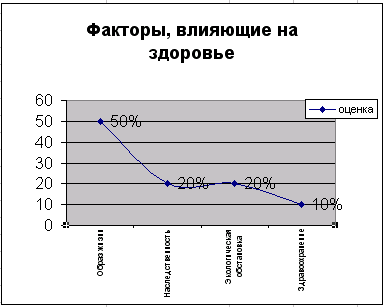 Факторы, влияющие на
здоровье
60
50
40
30
20
10
0
50%
20%
20%
10%
оценка
Образ жизни
Наследственность
Экологическая
обстановка
Здравоохранение